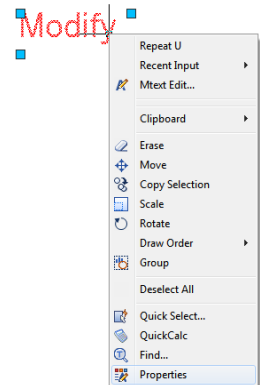 Modify
Repeat U
Recent Input
Mtext Edit...
Clipboard
Erase
Move
Copy Selection
Scale
Rotate
Draw Order
Group
Deselect All
Quick Select...
QuickCalc
Find...
Properties